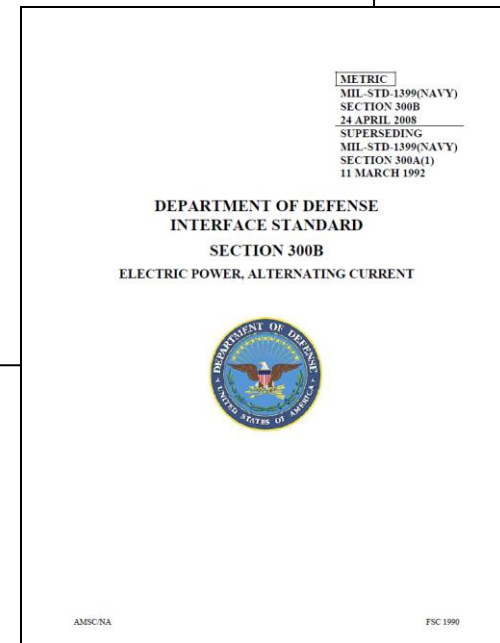 METRIC
MIL-STD-1399(NAVY)
SECTION 300B
24 APRIL 2008
SUPERSEDING
MIL-STD-1399(NAVY)
SECTION 300A(1)
11 MARCH 1992
DEPARTMENT OF DEFENSE
INTERFACE STANDARD
SECTION 300B
ELECTRIC POWER, ALTERNATING CURRENT
DEPARTMENT OF DEFENSE
UNITED STATES OF AMERICA
AMSC/NA
FSC 1990